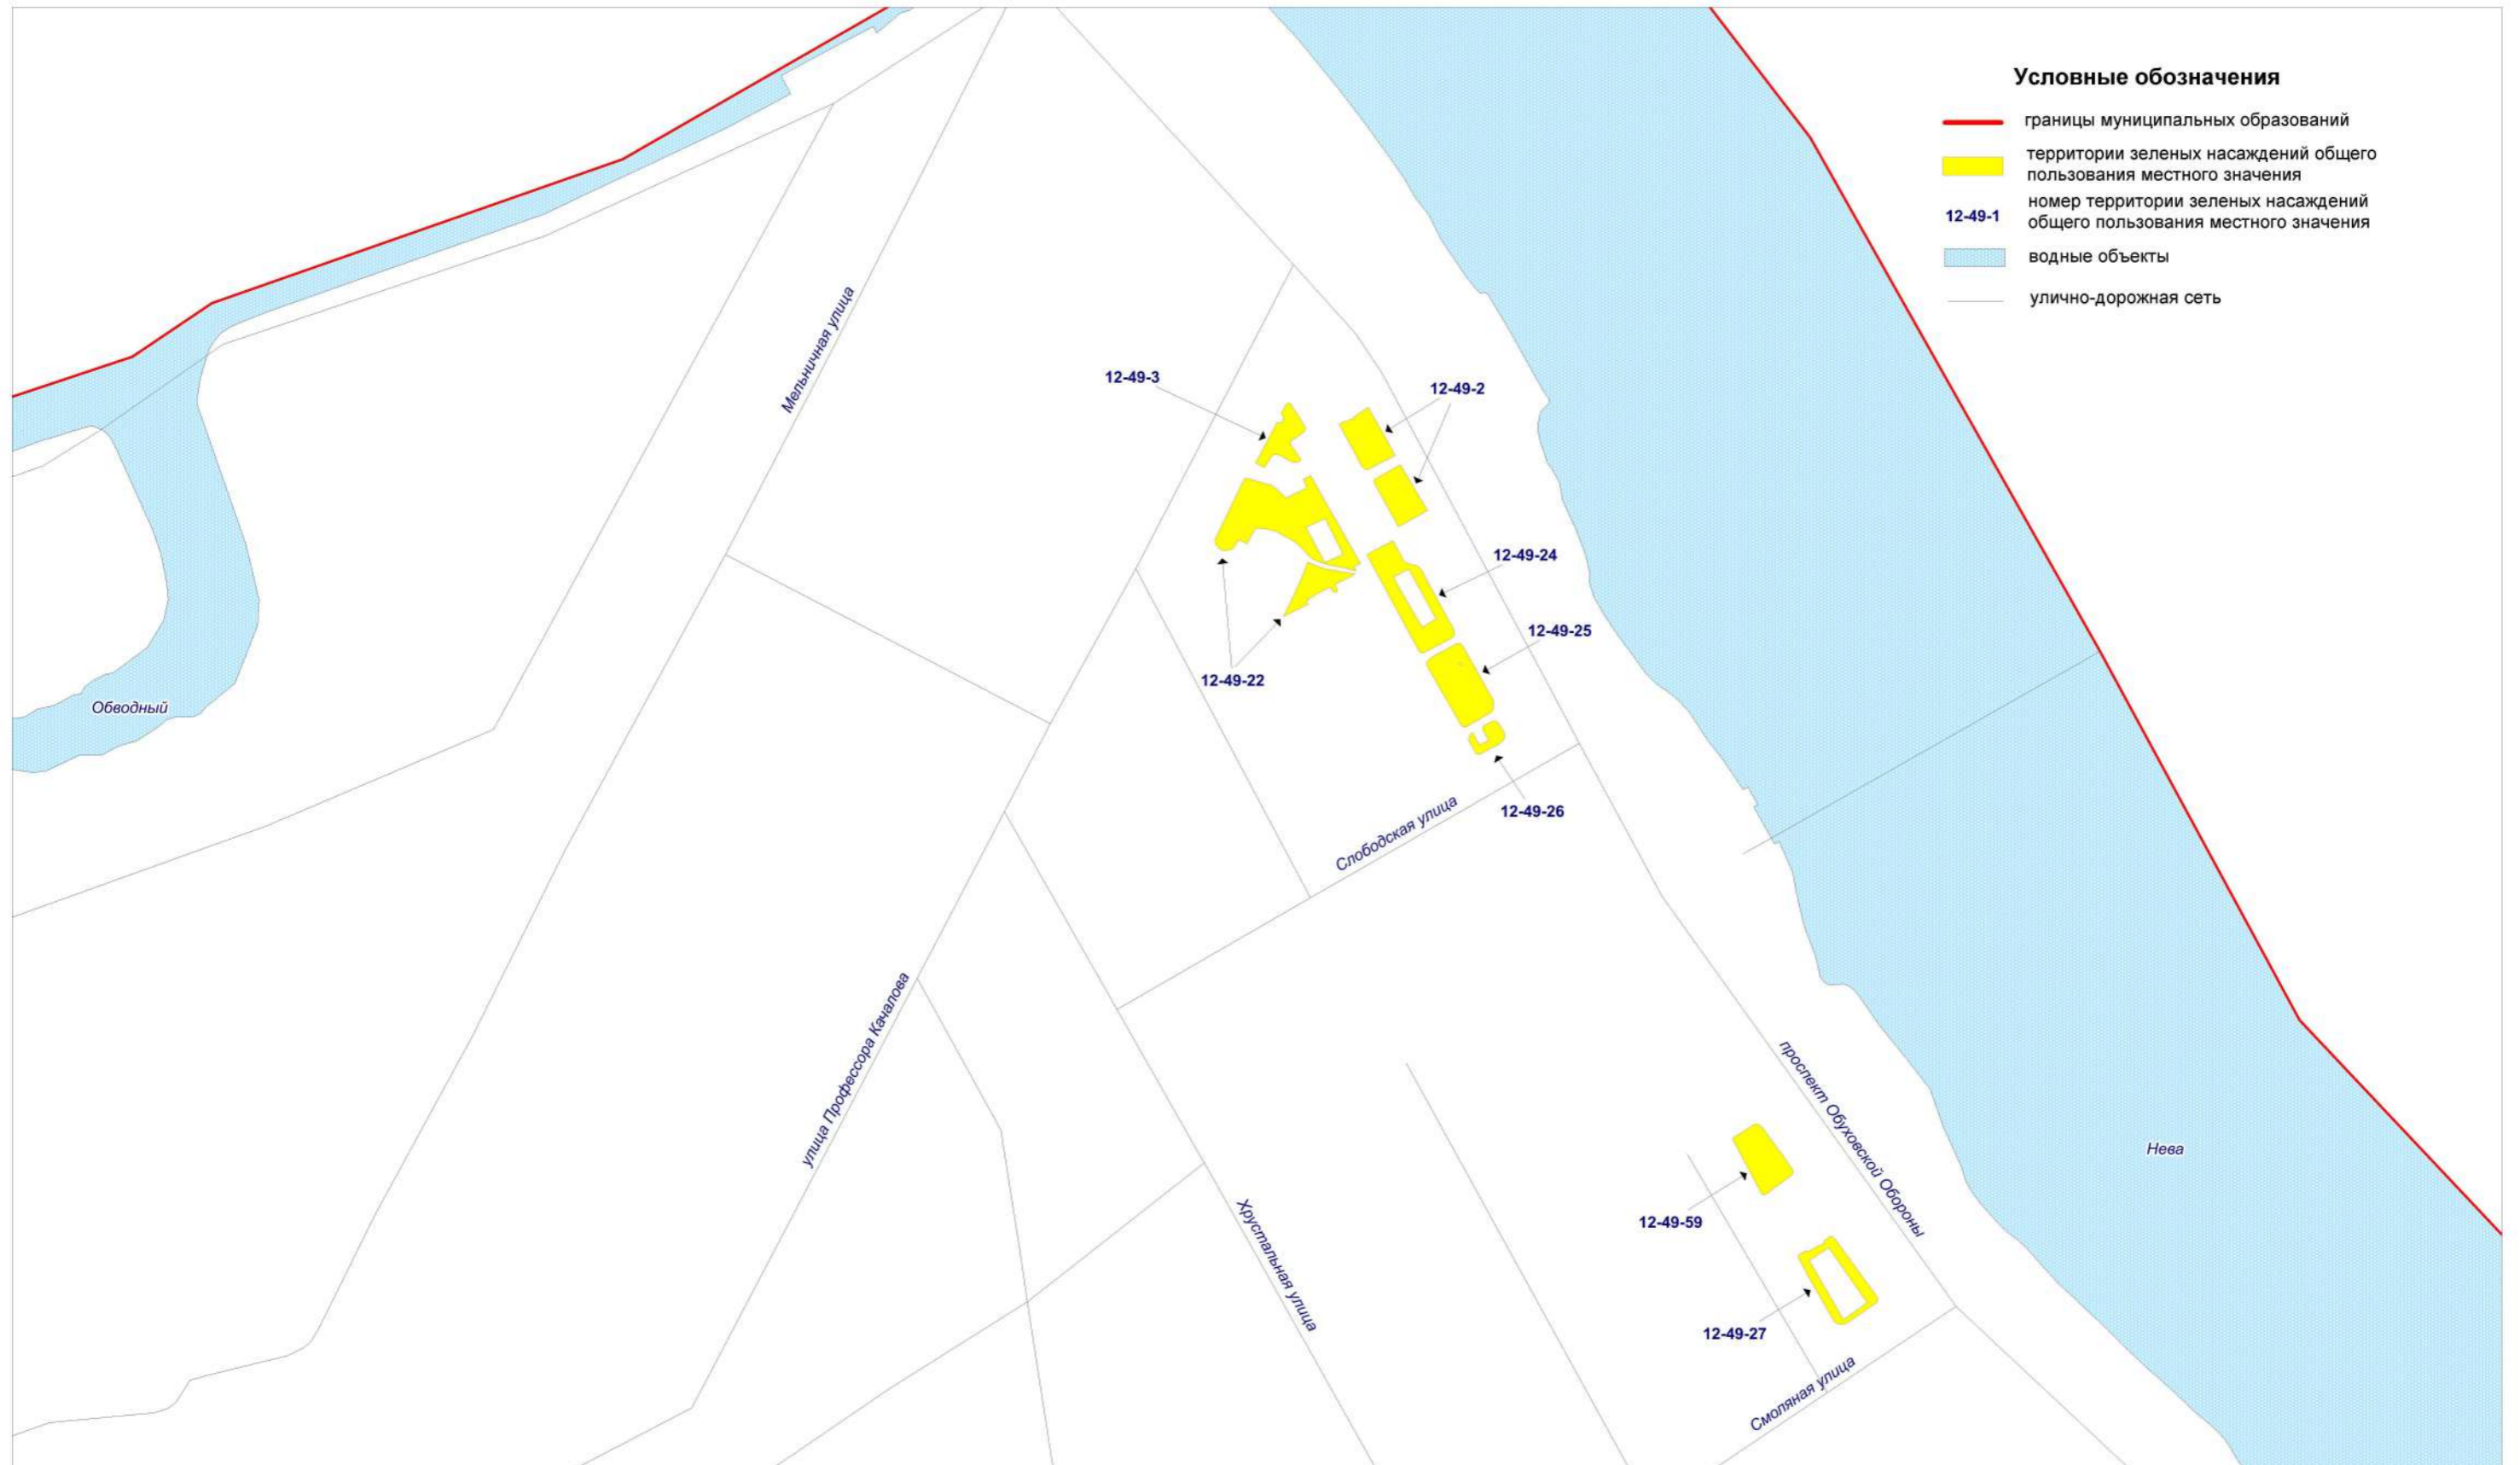 Условные обозначения
границы муниципальных образований
территории зеленых насаждений общего
пользования местного значения
12-49-1
номер территории зеленых насаждений
общего пользования местного значения
водные объекты
улично-дорожная сеть
Мельничная улица
12-49-3
12-49-2
12-49-24
12-49-25
12-49-22
Обводный
12-49-26
Слободская улица
улица Профессора Качалова
проспект Обуховской Обороны
Нева
12-49-59
Хрустальная улица
12-49-27
Смоляная улица